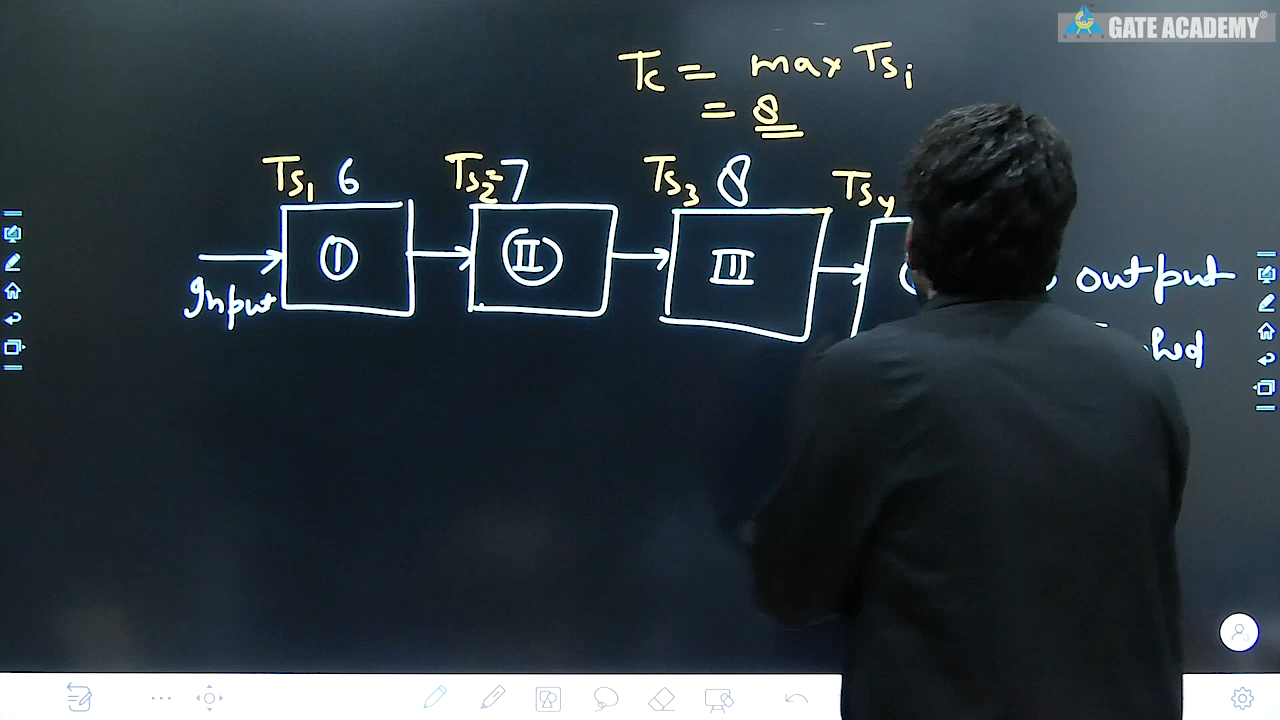 GATE ACADEMY®
Tc = max Tsi
= 8
Ts1 6 Ts2 = 7 Ts3 8 Ts4
I II III
Input
output